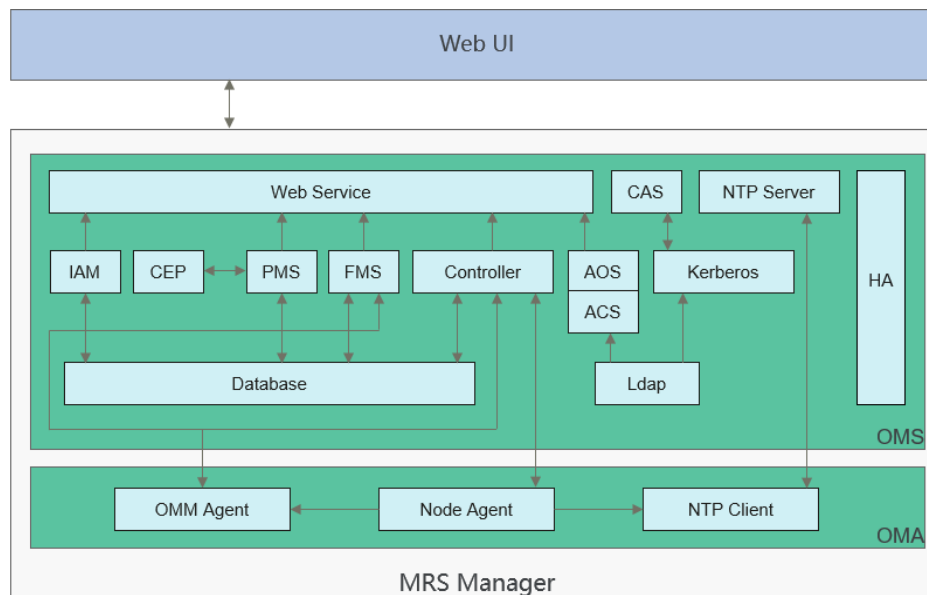 Web UI
Web Service
CAS
NTP Server
IAM
CEP
PMS
FMS
Controller
AOS
Kerberos
HA
ACS
Database
Ldap
OMS
OMM Agent
Node Agent
NTP Client
OMA
MRS Manager